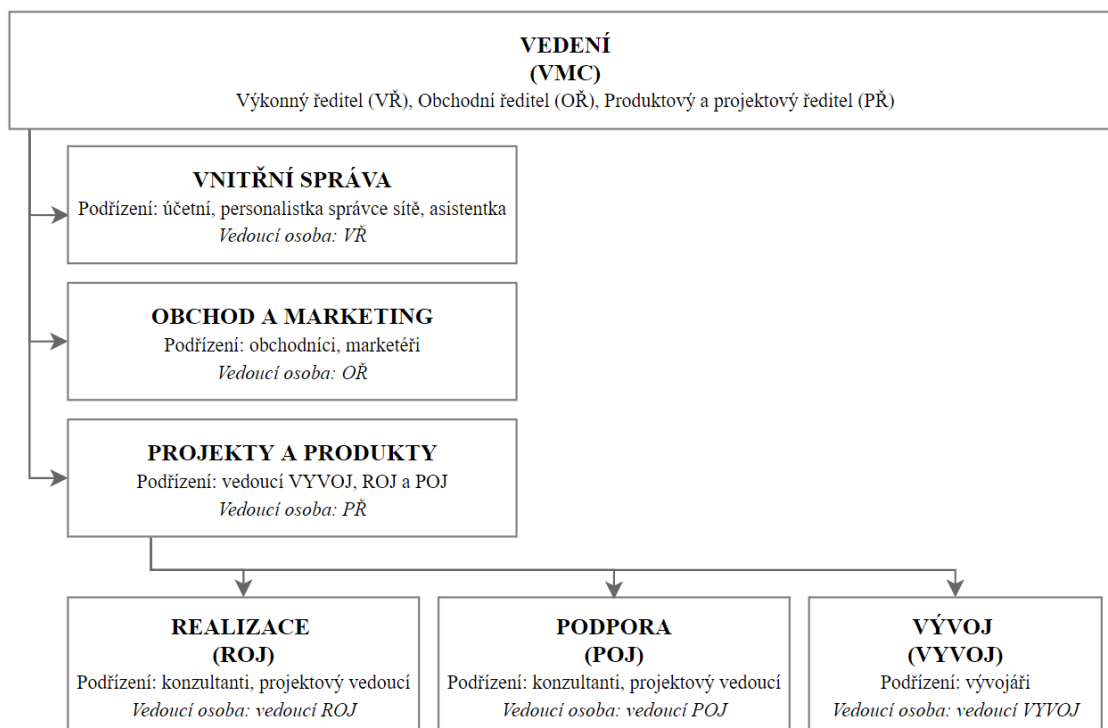 VEDENÍ
(VMC)
Výkonný ředitel (VŘ), Obchodní ředitel (OŘ), Produktový a projektový ředitel (PŘ)
VNITŘNÍ SPRÁVA
Podřízení: účetní, personalistka správce sítě, asistentka
Vedoucí osoba: VŘ
OBCHOD A MARKETING
Podřízení: obchodníci, marketéři
Vedoucí osoba: OŘ
PROJEKTY A PRODUKTY
Podřízení: vedoucí VYVOJ, ROJ a POJ
Vedoucí osoba: PŘ
REALIZACE
(ROJ)
Podřízení: konzultanti, projektový vedoucí
Vedoucí osoba: vedoucí ROJ
PODPORA
(POJ)
Podřízení: konzultanti, projektový vedoucí
Vedoucí osoba: vedoucí POJ
VÝVOJ
(VYVOJ)
Podřízení: vývojáři
Vedoucí osoba: vedoucí VYVOJ